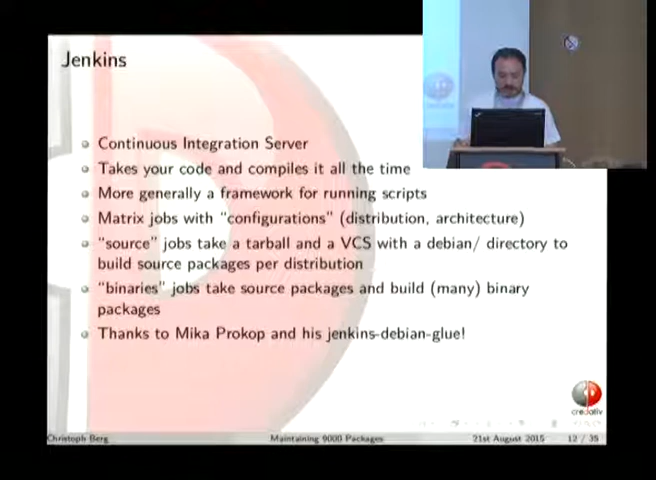 Jenkins
Continuous Integration Server
Takes your code and compiles it all the time
More generally a framework for running scripts
Matrix jobs with "configurations" (distribution, architecture)
"source" jobs take a tarball and a VCS with a debian/ directory to
build source packages per distribution
"binaries" jobs take source packages and build (many) binary
packages
Thanks to Mika Prokop and his jenkins-debian-glue!
credativ
Christoph Berg
Maintaining 9000 Packages
21st August 2015
12 / 35